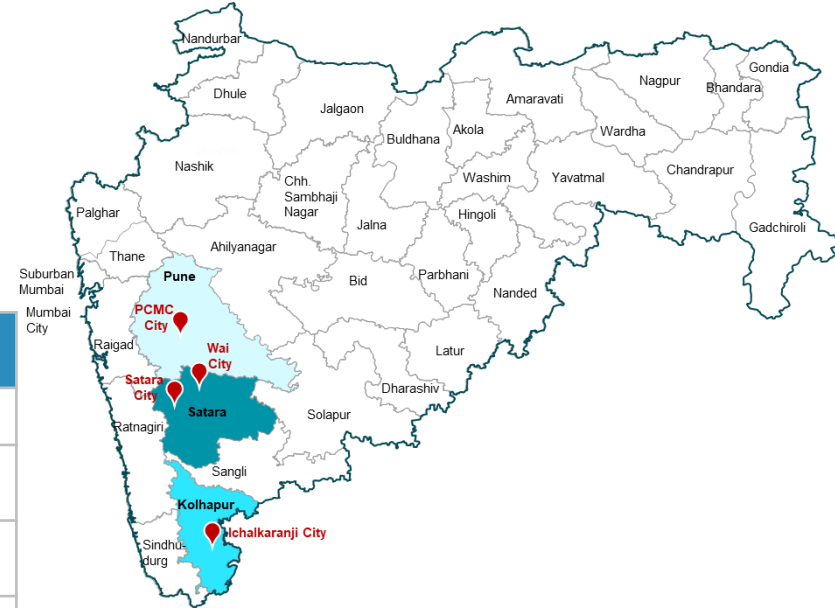 Nandurbar
Dhule
Jalgaon
Nashik
Buldhana
Akola
Amaravati
Nagpur
Bhandara
Gondia
Wardha
Washim
Yavatmal
Chandrapur
Gadchiroli
Chh.
Sambhaji
Nagar
Jalna
Hingoli
Palghar
Thane
Ahilyanagar
Parbhani
Bid
Nanded
Suburban
Mumbai
Mumbai
City
Pune
PCMC
City
Raigad
Wai
City
Latur
Satara
City
Satara
Dharashiv
Ratnagiri
Solapur
Sangli
Kolhapur
Ichalkaranji City
Sindhu-
durg